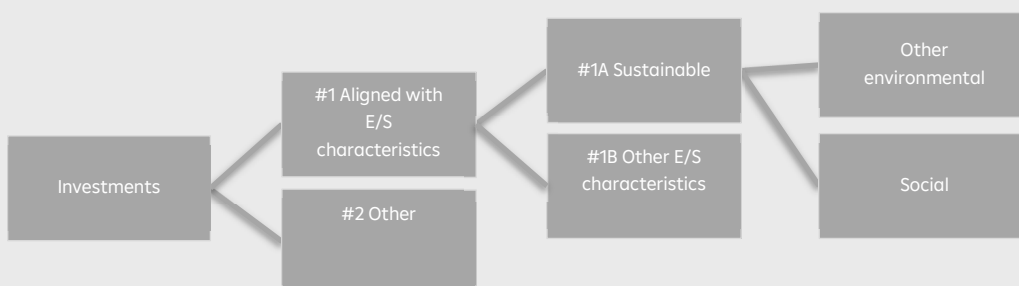 Investments
#1 Aligned with
E/S
characteristics
#2 Other
#1A Sustainable
#1B Other E/S
characteristics
Other
environmental
Social